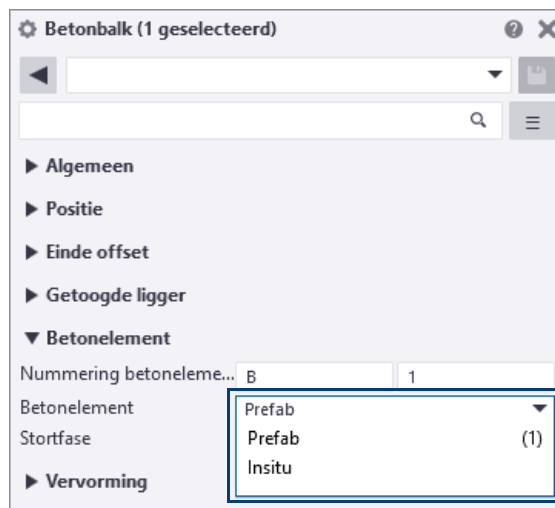 Betonbalk (1 geselecteerd)
Algemeen
Positie
Einde offset
Getoogde ligger
Betonelement
Nummering betoneleme... B 1
Betonelement Prefab
Stortfase Prefab (1)
Insitu
Vervorming